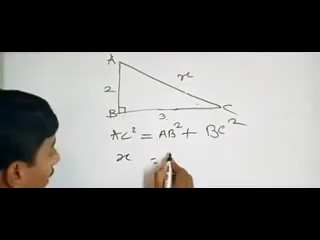 A
x
2
B
3
C
AC² = AB² + BC²
x =